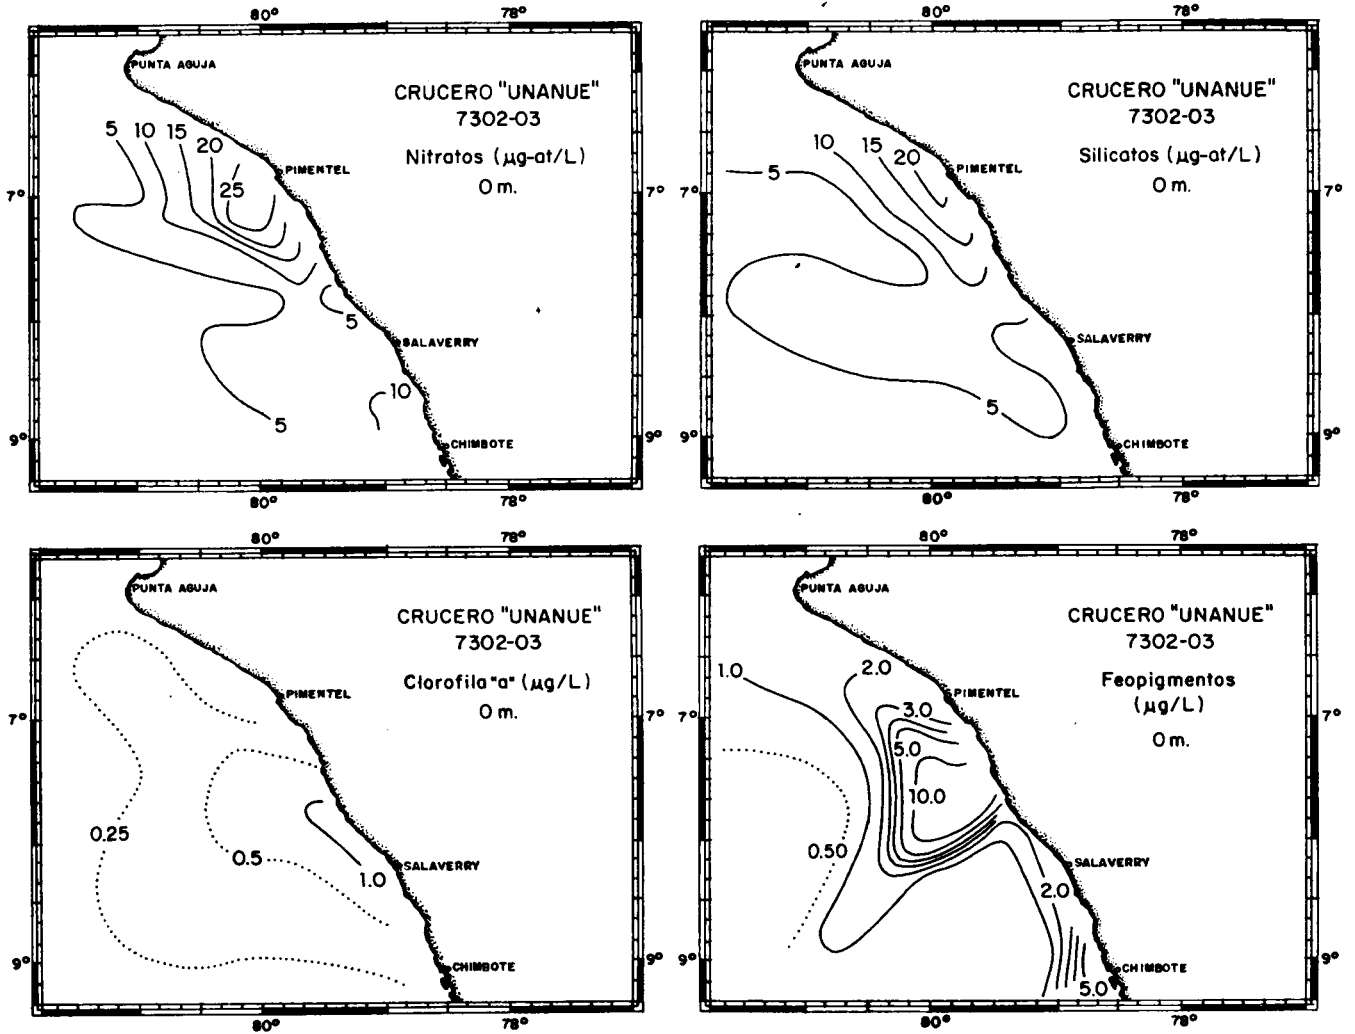 80°
78°
PUNTA AGUJA
CRUCERO "UNANUE"
7302-03
Nitratos (µg-at/L)
0 m.
5
10
15
20
25
PIMENTEL
7°
7°
5
SALAVERRY
10
5
9°
9°
CHIMBOTE
80°
78°
80°
78°
PUNTA AGUJA
CRUCERO "UNANUE"
7302-03
Silicatos (µg-at/L)
0 m.
10
15
20
5
PIMENTEL
7°
7°
SALAVERRY
5
9°
9°
CHIMBOTE
80°
78°
80°
78°
PUNTA AGUJA
CRUCERO "UNANUE"
7302-03
Clorofila "a" (µg/L)
0 m.
PIMENTEL
7°
7°
0.25
0.5
1.0
SALAVERRY
9°
9°
CHIMBOTE
80°
78°
80°
78°
PUNTA AGUJA
CRUCERO "UNANUE"
7302-03
Feopigmentos
(µg/L)
0 m.
1.0
2.0
PIMENTEL
3.0
7°
7°
5.0
10.0
0.50
SALAVERRY
2.0
9°
9°
CHIMBOTE
5.0
80°
78°